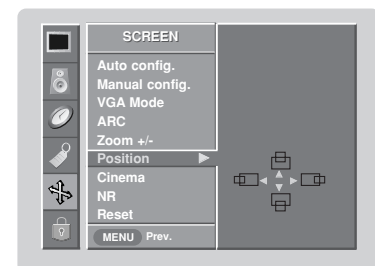 SCREEN
Auto config.
Manual config.
VGA Mode
ARC
Zoom +/-
Position
Cinema
NR
Reset
MENU Prev.